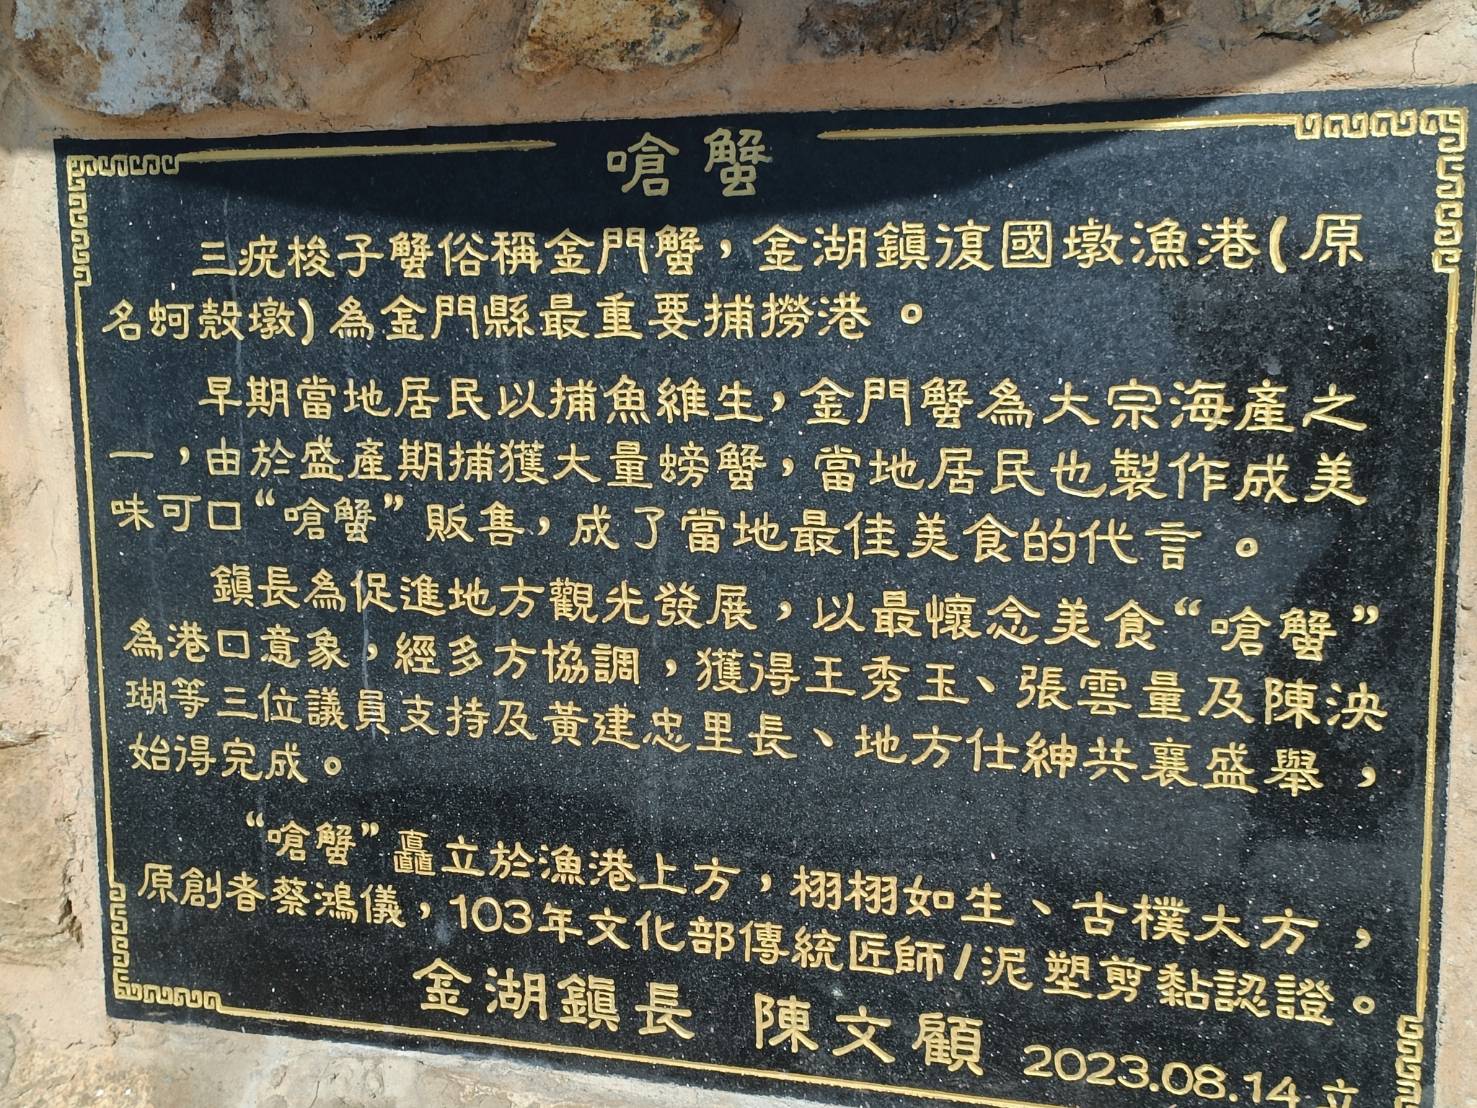 嗆蟹
三疣梭子蟹俗稱金門蟹，金湖鎮復國墩漁港(原
名蚵殼墩)為金門縣最重要捕撈港。
早期當地居民以捕魚維生，金門蟹為大宗海產之
一，由於盛產期捕獲大量螃蟹，當地居民也製作成美
味可口“嗆蟹”販售，成了當地最佳美食的代言。
鎮長為促進地方觀光發展，以最懷念美食“嗆蟹”
為港口意象，經多方協調，獲得王秀玉、張雲量及陳泱
瑚等三位議員支持及黃建忠里長、地方仕紳共襄盛舉，
始得完成。
“嗆蟹”矗立於漁港上方，栩栩如生、古樸大方，
原創者蔡鴻儀，103年文化部傳統匠師/泥塑剪黏認證。
金湖鎮長 陳文顧 2023.08.14立